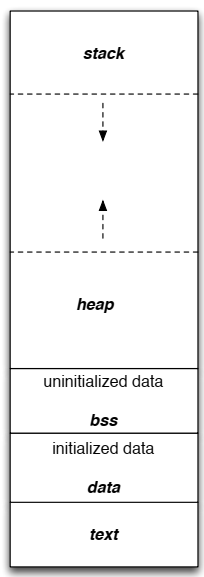 stack
heap
uninitialized data
bss
initialized data
data
text